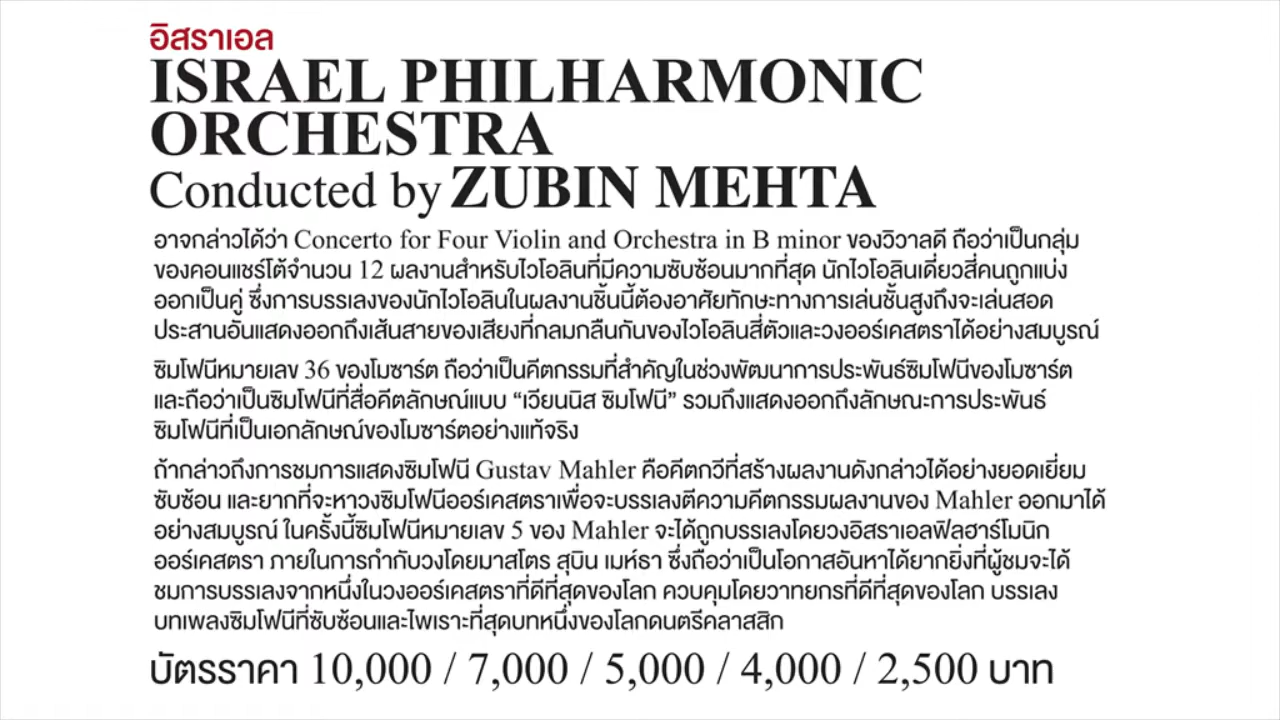 อิสราเอล
ISRAEL PHILHARMONIC
ORCHESTRA
Conducted by ZUBIN MEHTA
อาจกล่าวได้ว่า Concerto for Four Violin and Orchestra in B minor ของวิวาลดี ถือว่าเป็นกลุ่ม
ของคอนแชร์โต้จำนวน 12 ผลงานสำหรับไวโอลินที่มีความซับซ้อนมากที่สุด นักไวโอลินเดี่ยวสี่คนถูกแบ่ง
ออกเป็นคู่ ซึ่งการบรรเลงของนักไวโอลินในผลงานชิ้นนี้ต้องอาศัยทักษะทางการเล่นชั้นสูงถึงจะเล่นสอด
ประสานอันแสดงออกถึงเส้นสายของเสียงที่กลมกลืนกันของไวโอลินสี่ตัวและวงออร์เคสตราได้อย่างสมบูรณ์
ซิมโฟนีหมายเลข 36 ของโมซาร์ต ถือว่าเป็นคีตกรรมที่สำคัญในช่วงพัฒนาการประพันธ์ซิมโฟนีของโมซาร์ต
และถือว่าเป็นซิมโฟนีที่สื่อคีตลักษณ์แบบ “เวียนนิส ซิมโฟนี” รวมถึงแสดงออกถึงลักษณะการประพันธ์
ซิมโฟนีที่เป็นเอกลักษณ์ของโมซาร์ตอย่างแท้จริง
ถ้ากล่าวถึงการชมการแสดงซิมโฟนี Gustav Mahler คือคีตกวีที่สร้างผลงานดังกล่าวได้อย่างยอดเยี่ยม
ซับซ้อน และยากที่จะหาวงซิมโฟนีออร์เคสตราเพื่อจะบรรเลงตีความคีตกรรมผลงานของ Mahler ออกมาได้
อย่างสมบูรณ์ ในครั้งนี้ซิมโฟนีหมายเลข 5 ของ Mahler จะได้ถูกบรรเลงโดยวงอิสราเอลฟิลฮาร์โมนิก
ออร์เคสตรา ภายในการกำกับวงโดยมาสโตร สุบิน เมห์ธา ซึ่งถือว่าเป็นโอกาสอันหาได้ยากยิ่งที่ผู้ชมจะได้
ชมการบรรเลงจากหนึ่งในวงออร์เคสตราที่ดีที่สุดของโลก ควบคุมโดยวาทยกรที่ดีที่สุดของโลก บรรเลง
บทเพลงซิมโฟนีที่ซับซ้อนและไพเราะที่สุดบทหนึ่งของโลกดนตรีคลาสสิก
บัตรราคา 10,000 / 7,000 / 5,000 / 4,000 / 2,500 บาท